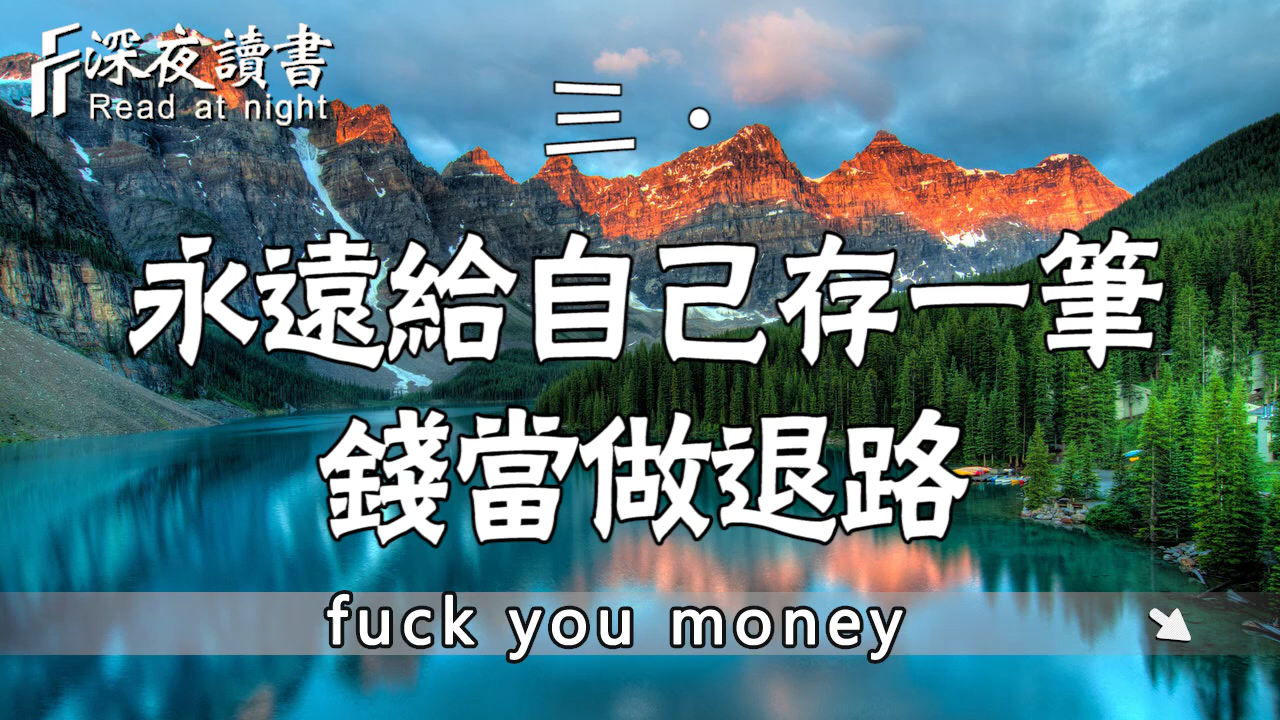 深夜讀書
Read at night
三·
永遠給自己存一筆
錢當做退路
fuck you money